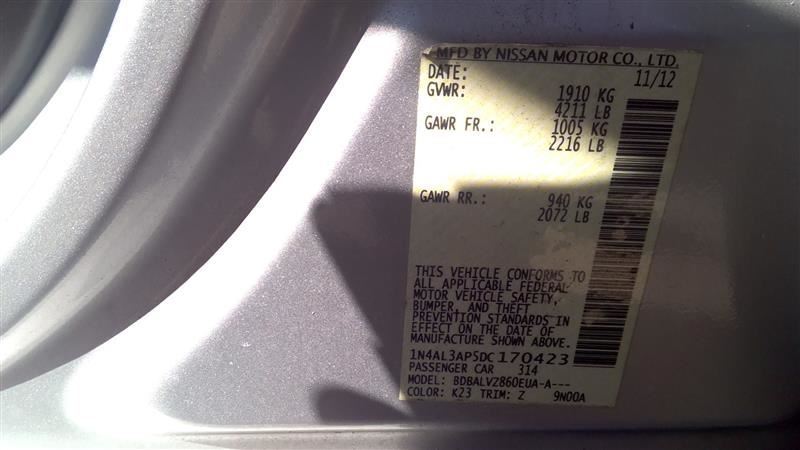 MFD BY NISSAN MOTOR CO., LTD.
DATE: 11/12
GVWR: 1910 KG
4211 LB
GAWR FR.: 1005 KG
2216 LB
GAWR RR.: 940 KG
2072 LB
THIS VEHICLE CONFORMS TO
ALL APPLICABLE FEDERAL
MOTOR VEHICLE SAFETY,
BUMPER, AND THEFT
PREVENTION STANDARDS IN
EFFECT ON THE DATE OF
MANUFACTURE SHOWN ABOVE.
1N4AL3AP5DC170423
PASSENGER CAR 314
MODEL: BDBALVZ860EUA-A---
COLOR: K23 TRIM: Z 9N00A